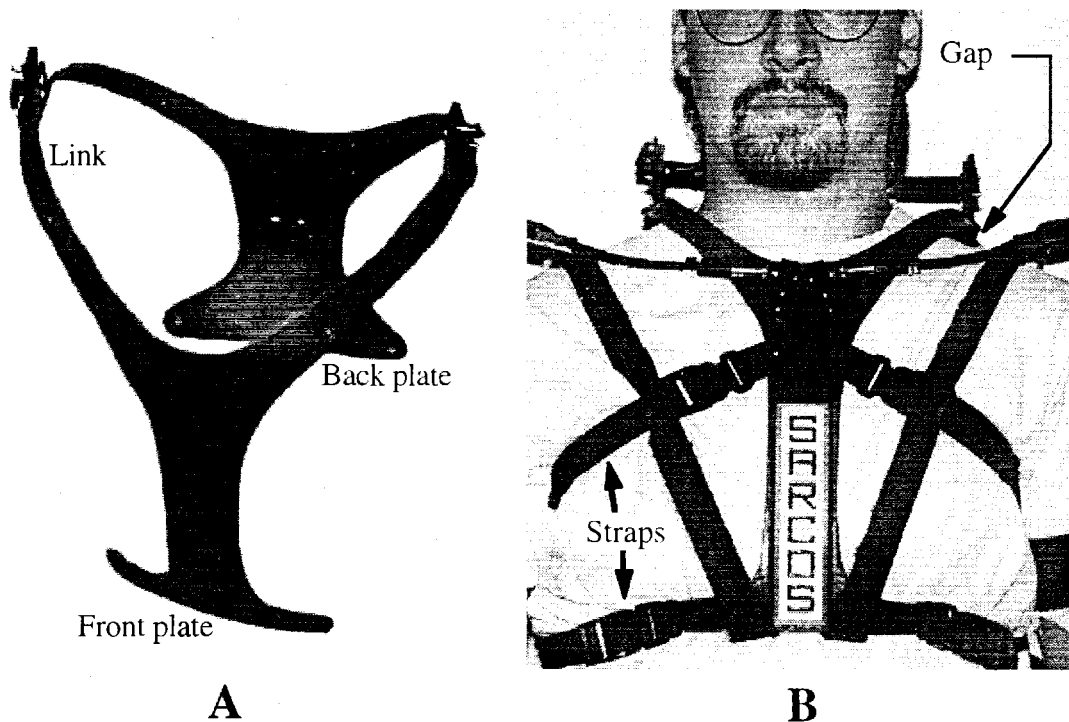 Link
Back plate
Front plate
A
Gap
Straps
SARCOS
B